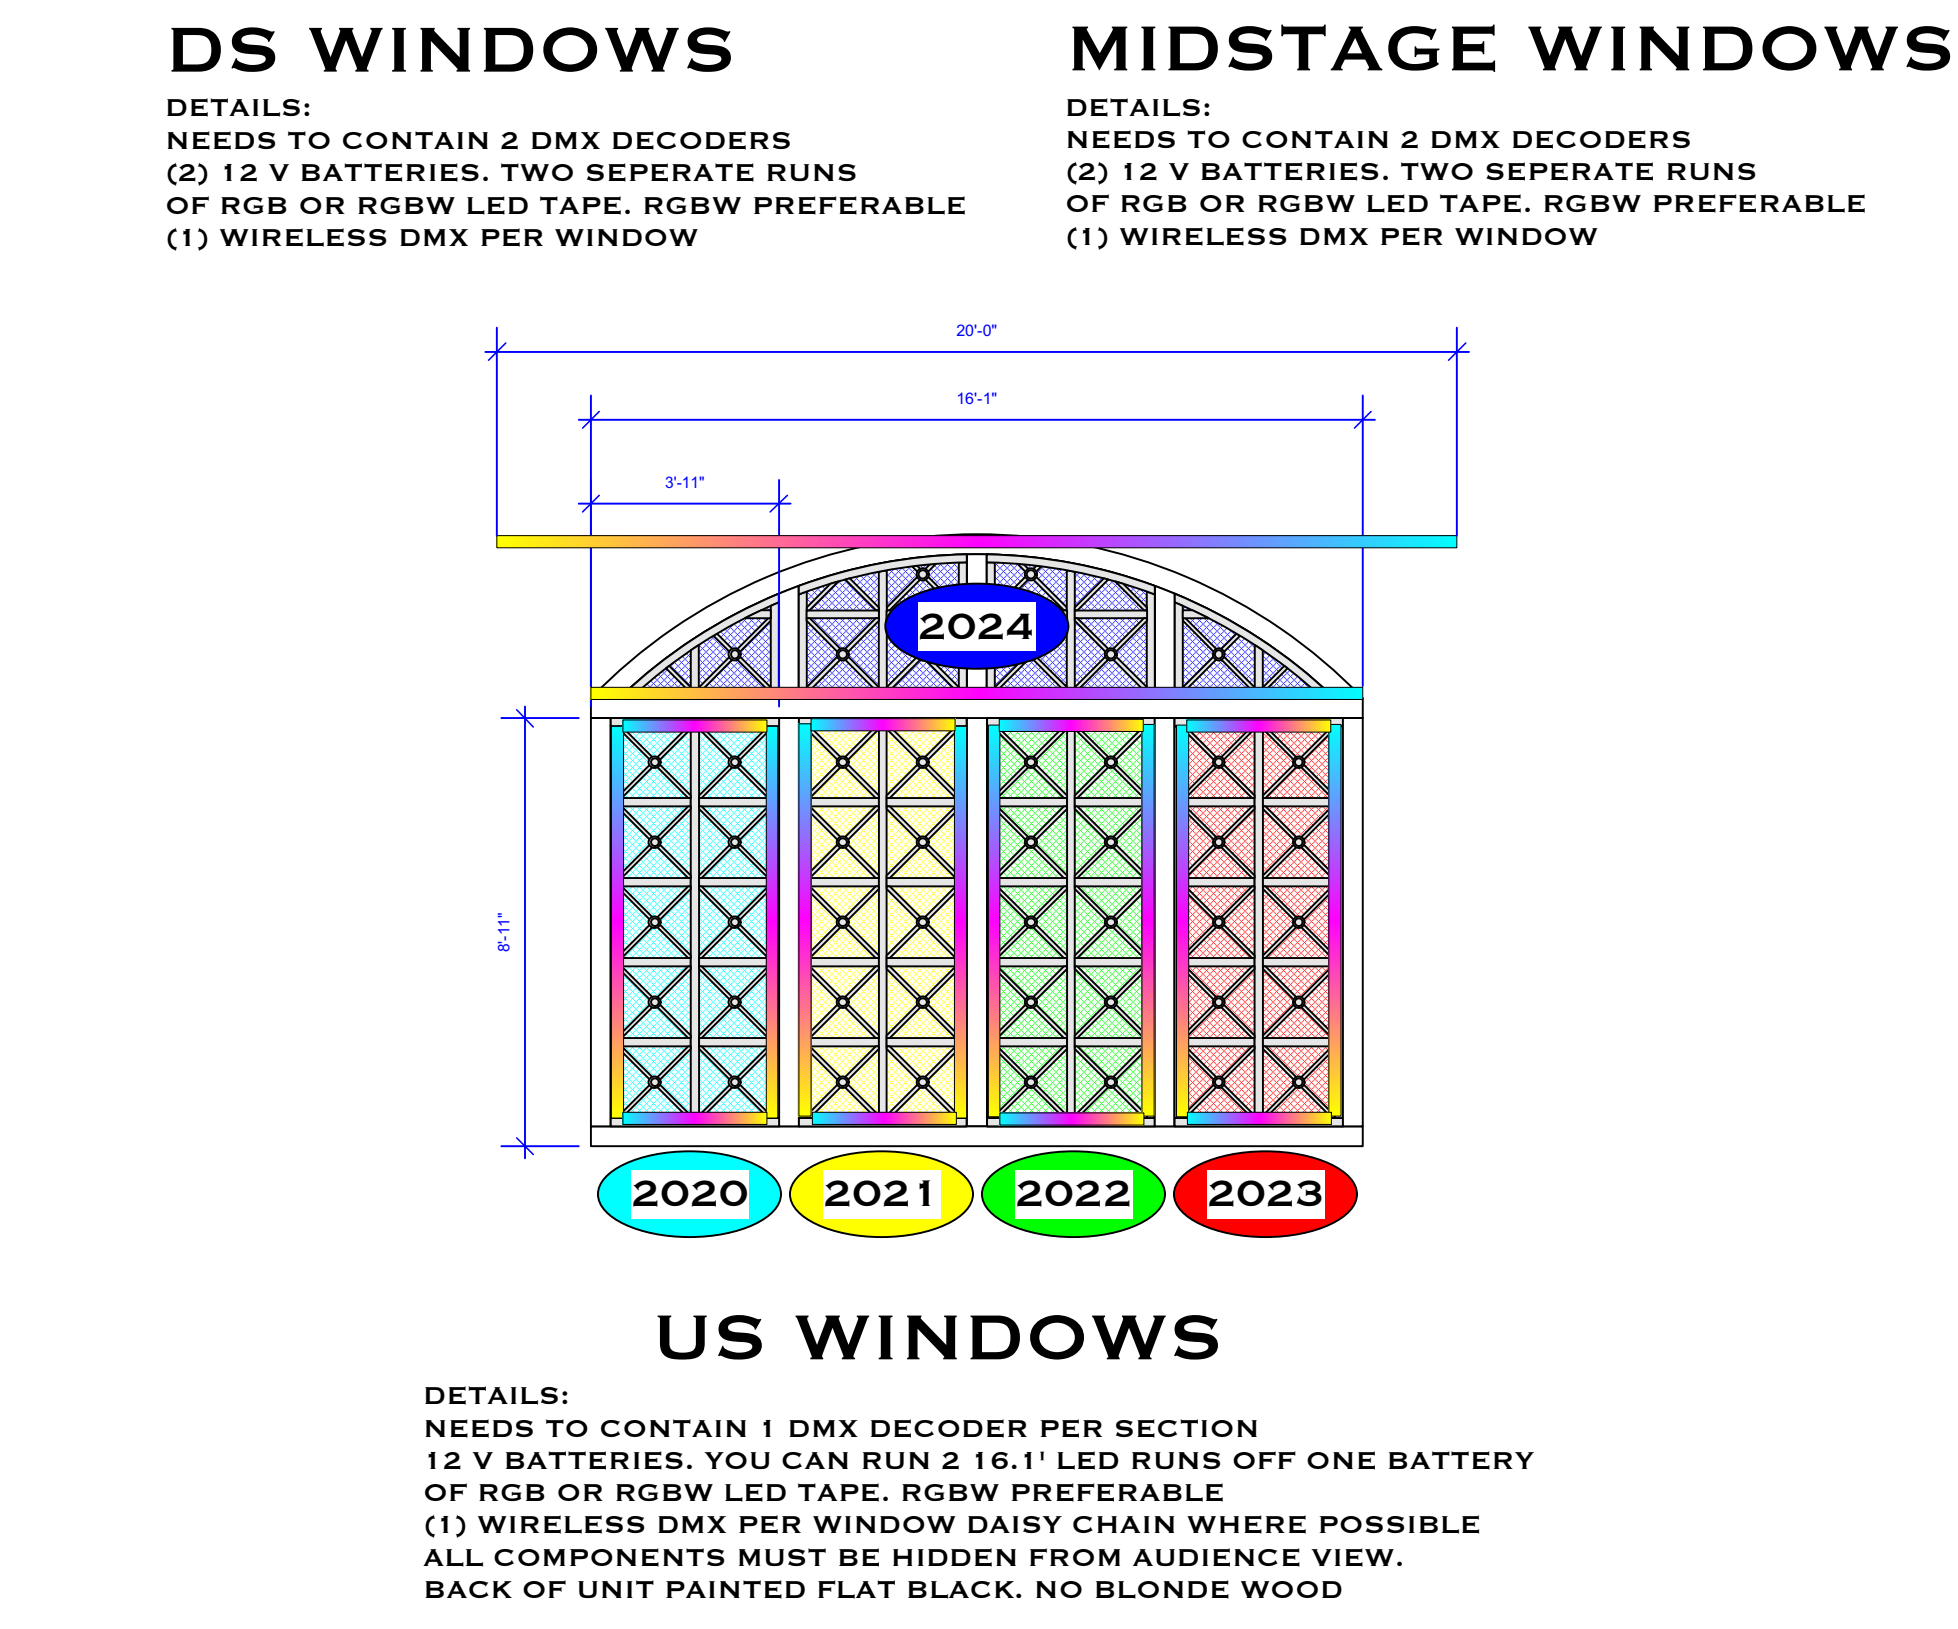 DS WINDOWS
DETAILS:
NEEDS TO CONTAIN 2 DMX DECODERS
(2) 12 V BATTERIES. TWO SEPERATE RUNS
OF RGB OR RGBW LED TAPE. RGBW PREFERABLE
(1) WIRELESS DMX PER WINDOW
MIDSTAGE WINDOWS
DETAILS:
NEEDS TO CONTAIN 2 DMX DECODERS
(2) 12 V BATTERIES. TWO SEPERATE RUNS
OF RGB OR RGBW LED TAPE. RGBW PREFERABLE
(1) WIRELESS DMX PER WINDOW
20'-0"
16'-1"
3'-11"
2024
8'-11"
2020
2021
2022
2023
US WINDOWS
DETAILS:
NEEDS TO CONTAIN 1 DMX DECODER PER SECTION
12 V BATTERIES. YOU CAN RUN 2 16.1' LED RUNS OFF ONE BATTERY
OF RGB OR RGBW LED TAPE. RGBW PREFERABLE
(1) WIRELESS DMX PER WINDOW DAISY CHAIN WHERE POSSIBLE
ALL COMPONENTS MUST BE HIDDEN FROM AUDIENCE VIEW.
BACK OF UNIT PAINTED FLAT BLACK. NO BLONDE WOOD